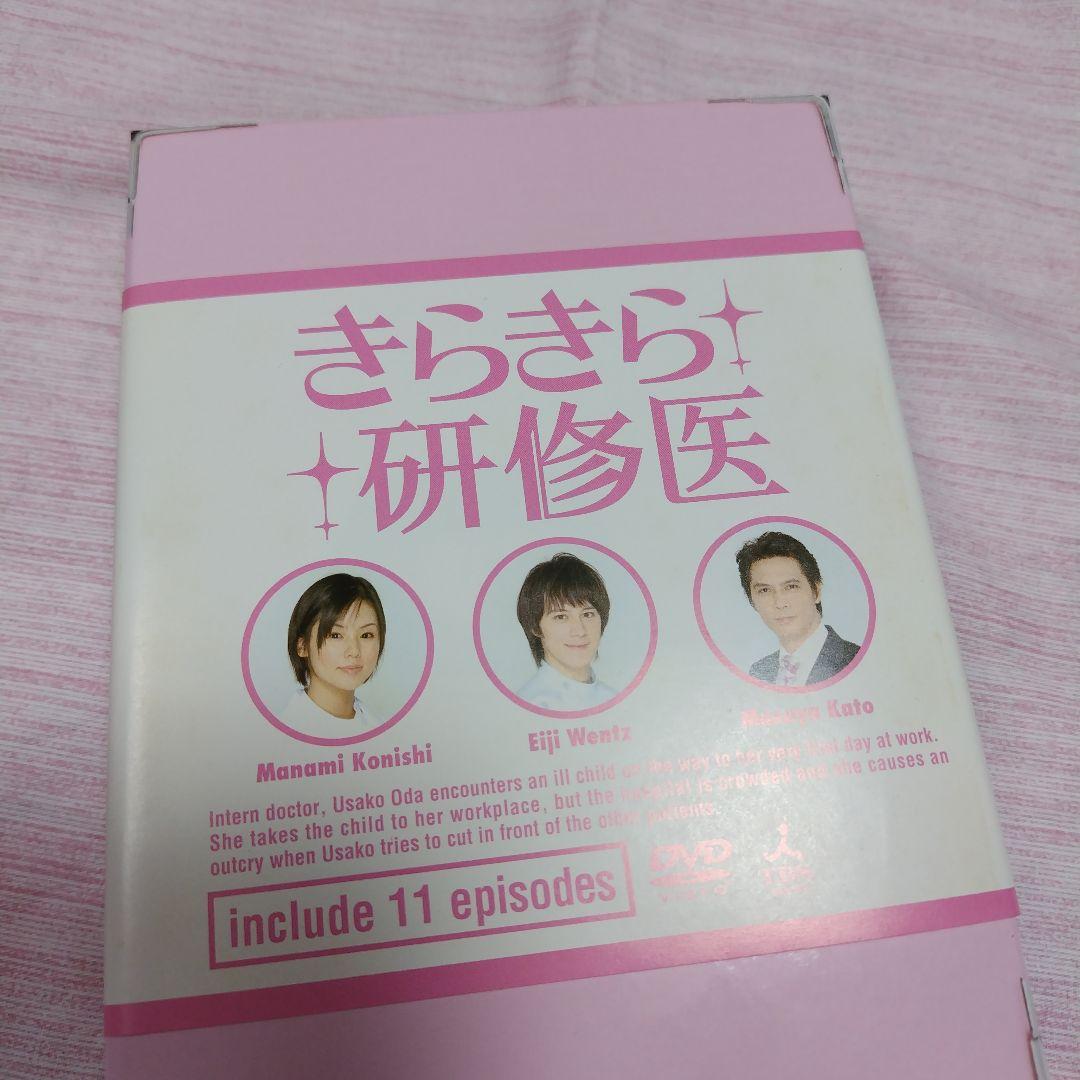 きらきら
研修医
Manami Konishi
Eiji Wentz
Masaya Kato
Intern doctor, Usako Oda encounters an ill child on the way to her very first day at work.
She takes the child to her workplace, but the hospital is crowded and she causes an
outcry when Usako tries to cut in front of the other patients.
include 11 episodes
DVD
VIDEO
TBS